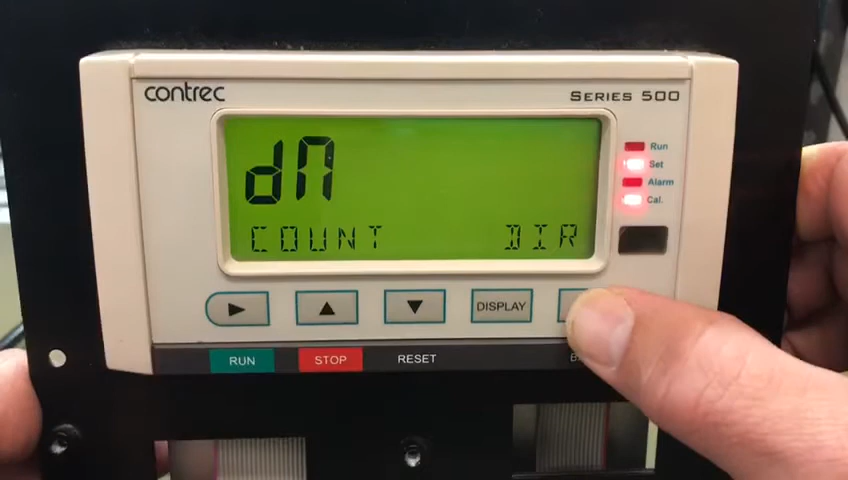 contrec SERIES 500
Run
Set
Alarm
Cal.
dn
COUNT DIR
DISPLAY
RUN STOP RESET